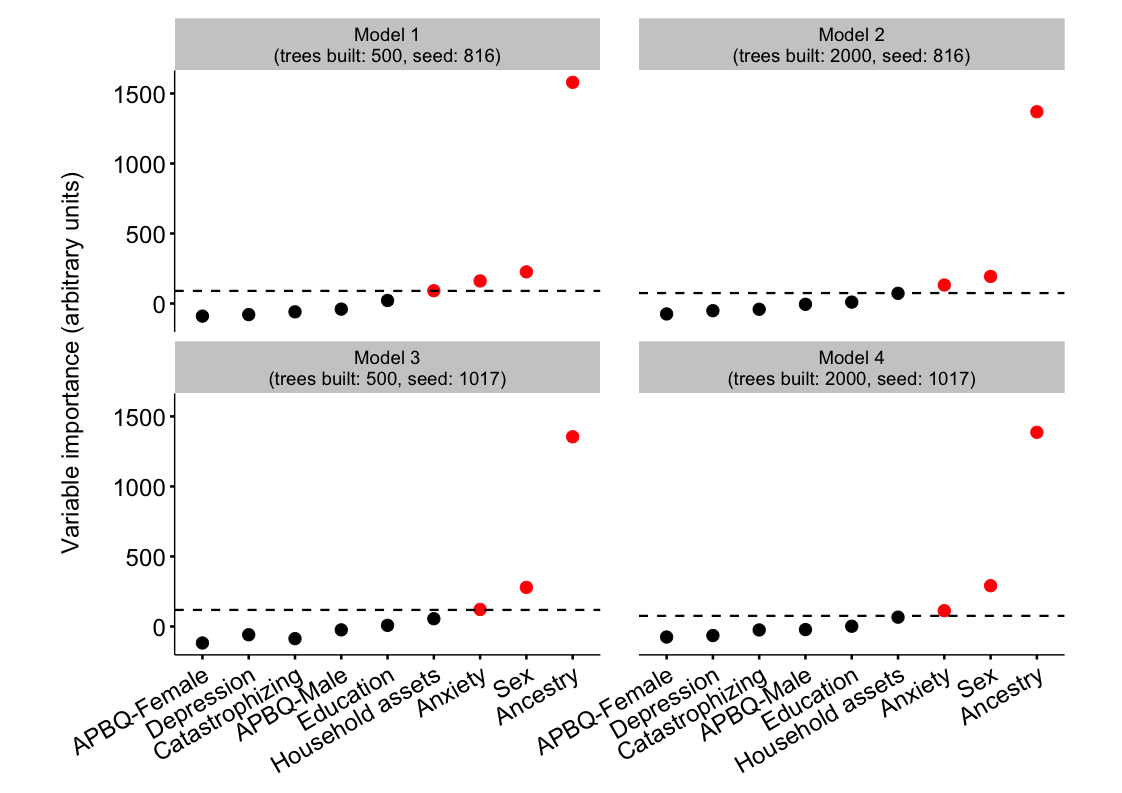 Model 1
(trees built: 500, seed: 816)
Model 2
(trees built: 2000, seed: 816)
1500
1000
500
0
Variable importance (arbitrary units)
Model 3
(trees built: 500, seed: 1017)
Model 4
(trees built: 2000, seed: 1017)
1500
1000
500
0
APBQ-Female
Depression
Catastrophizing
APBQ-Male
Education
Household assets
Anxiety
Sex
Ancestry
APBQ-Female
Depression
Catastrophizing
APBQ-Male
Education
Household assets
Anxiety
Sex
Ancestry